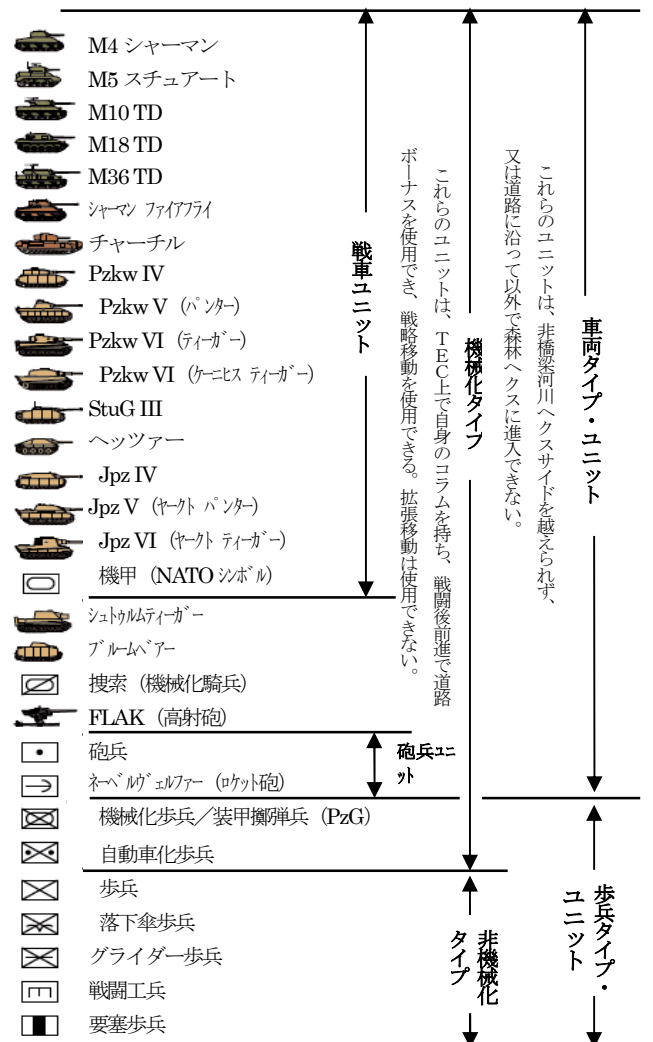 M4 シャーマン
M5 スチュアート
M10 TD
M18 TD
M36 TD
シャーマン ファイアフライ
チャーチル
Pzkw IV
Pzkw V (パンター)
Pzkw VI (ティーガー)
Pzkw VI (ケーニヒス ティーガー)
StuG III
ヘッツァー
Jpz IV
Jpz V (ヤークト パンター)
Jpz VI (ヤークト ティーガー)
機甲 (NATO シンボル)
シュトゥルムティーガー
ブルームベアー
捜索 (機械化騎兵)
FLAK (高射砲)
砲兵
ネーベルヴェルファー (ロケット砲)
機械化歩兵／装甲擲弾兵 (PzG)
自動車化歩兵
歩兵
落下傘歩兵
グライダー歩兵
戦闘工兵
要塞歩兵
戦車ユニット
砲兵ユニ
ット
機械化タイプ
これらのユニットは、TEC上で自身のコラムを持ち、戦闘後前進で道路
ボーナスを使用でき、戦略移動を使用できる。拡張移動は使用できない。
非機械化
タイプ
車両タイプ・ユニット
これらのユニットは、非橋梁河川ヘクスサイドを越えられず、
又は道路に沿って以外で森林ヘクスに進入できない。
歩兵タイプ・
ユニット